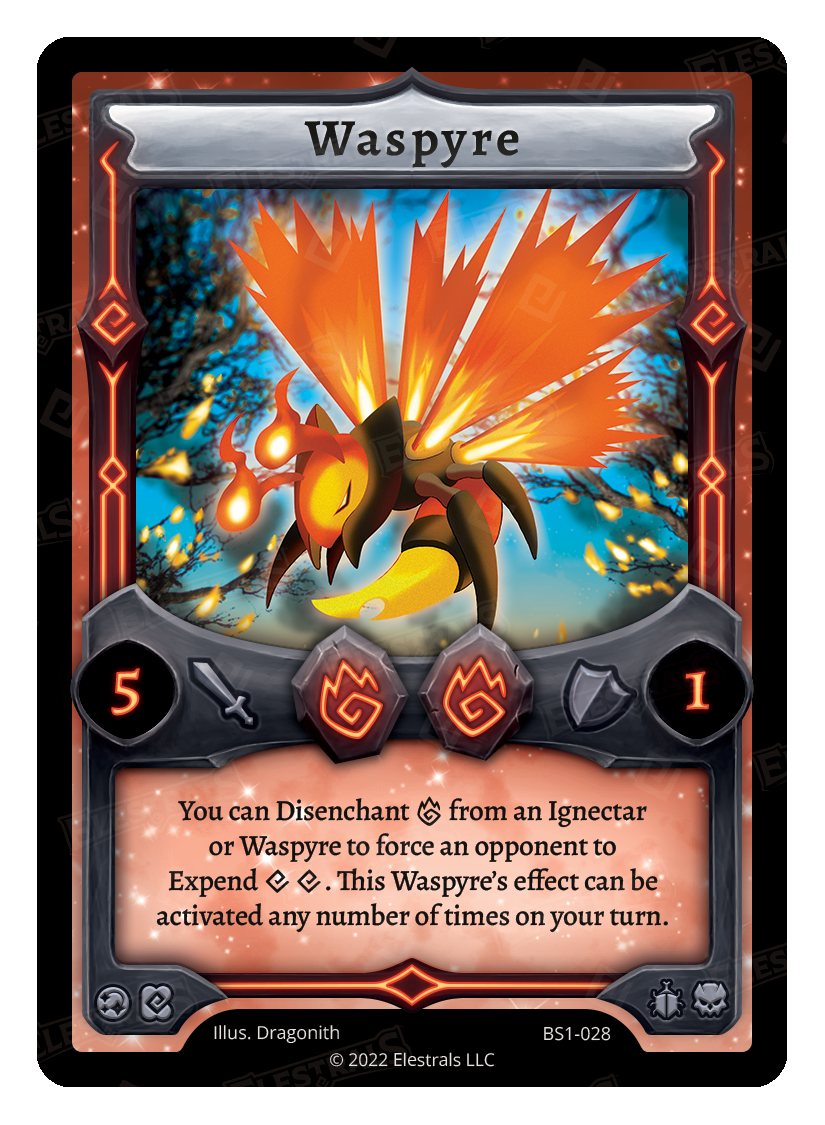 Waspyre
5
1
You can Disenchant from an Ignectar
or Waspyre to force an opponent to
Expend . This Waspyre's effect can be
activated any number of times on your turn.
Illus. Dragonith
BS1-028
© 2022 Elestrals LLC
ELESTRALS